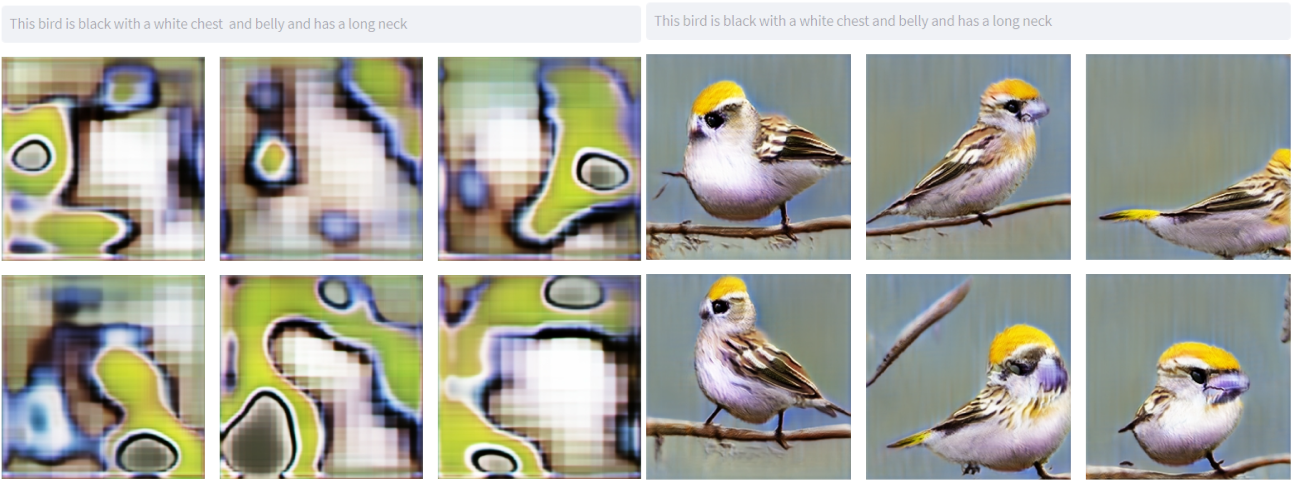 This bird is black with a white chest  and belly and has a long neck
This bird is black with a white chest and belly and has a long neck